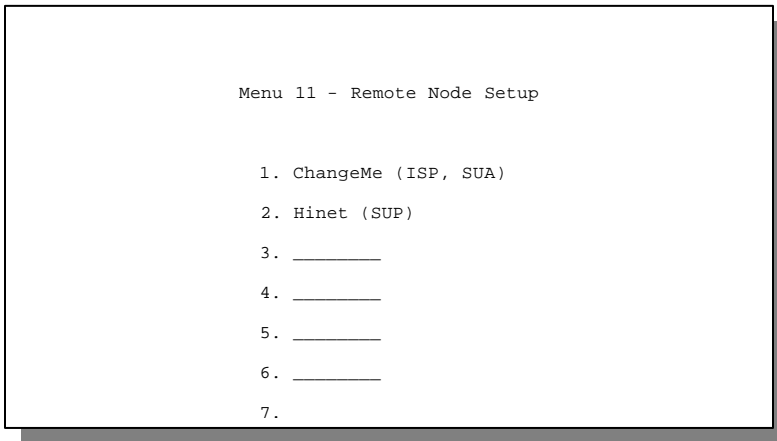 Menu 11 - Remote Node Setup
1. ChangeMe (ISP, SUA)
2. Hinet (SUP)
3. ________
4. ________
5. ________
6. ________
7.